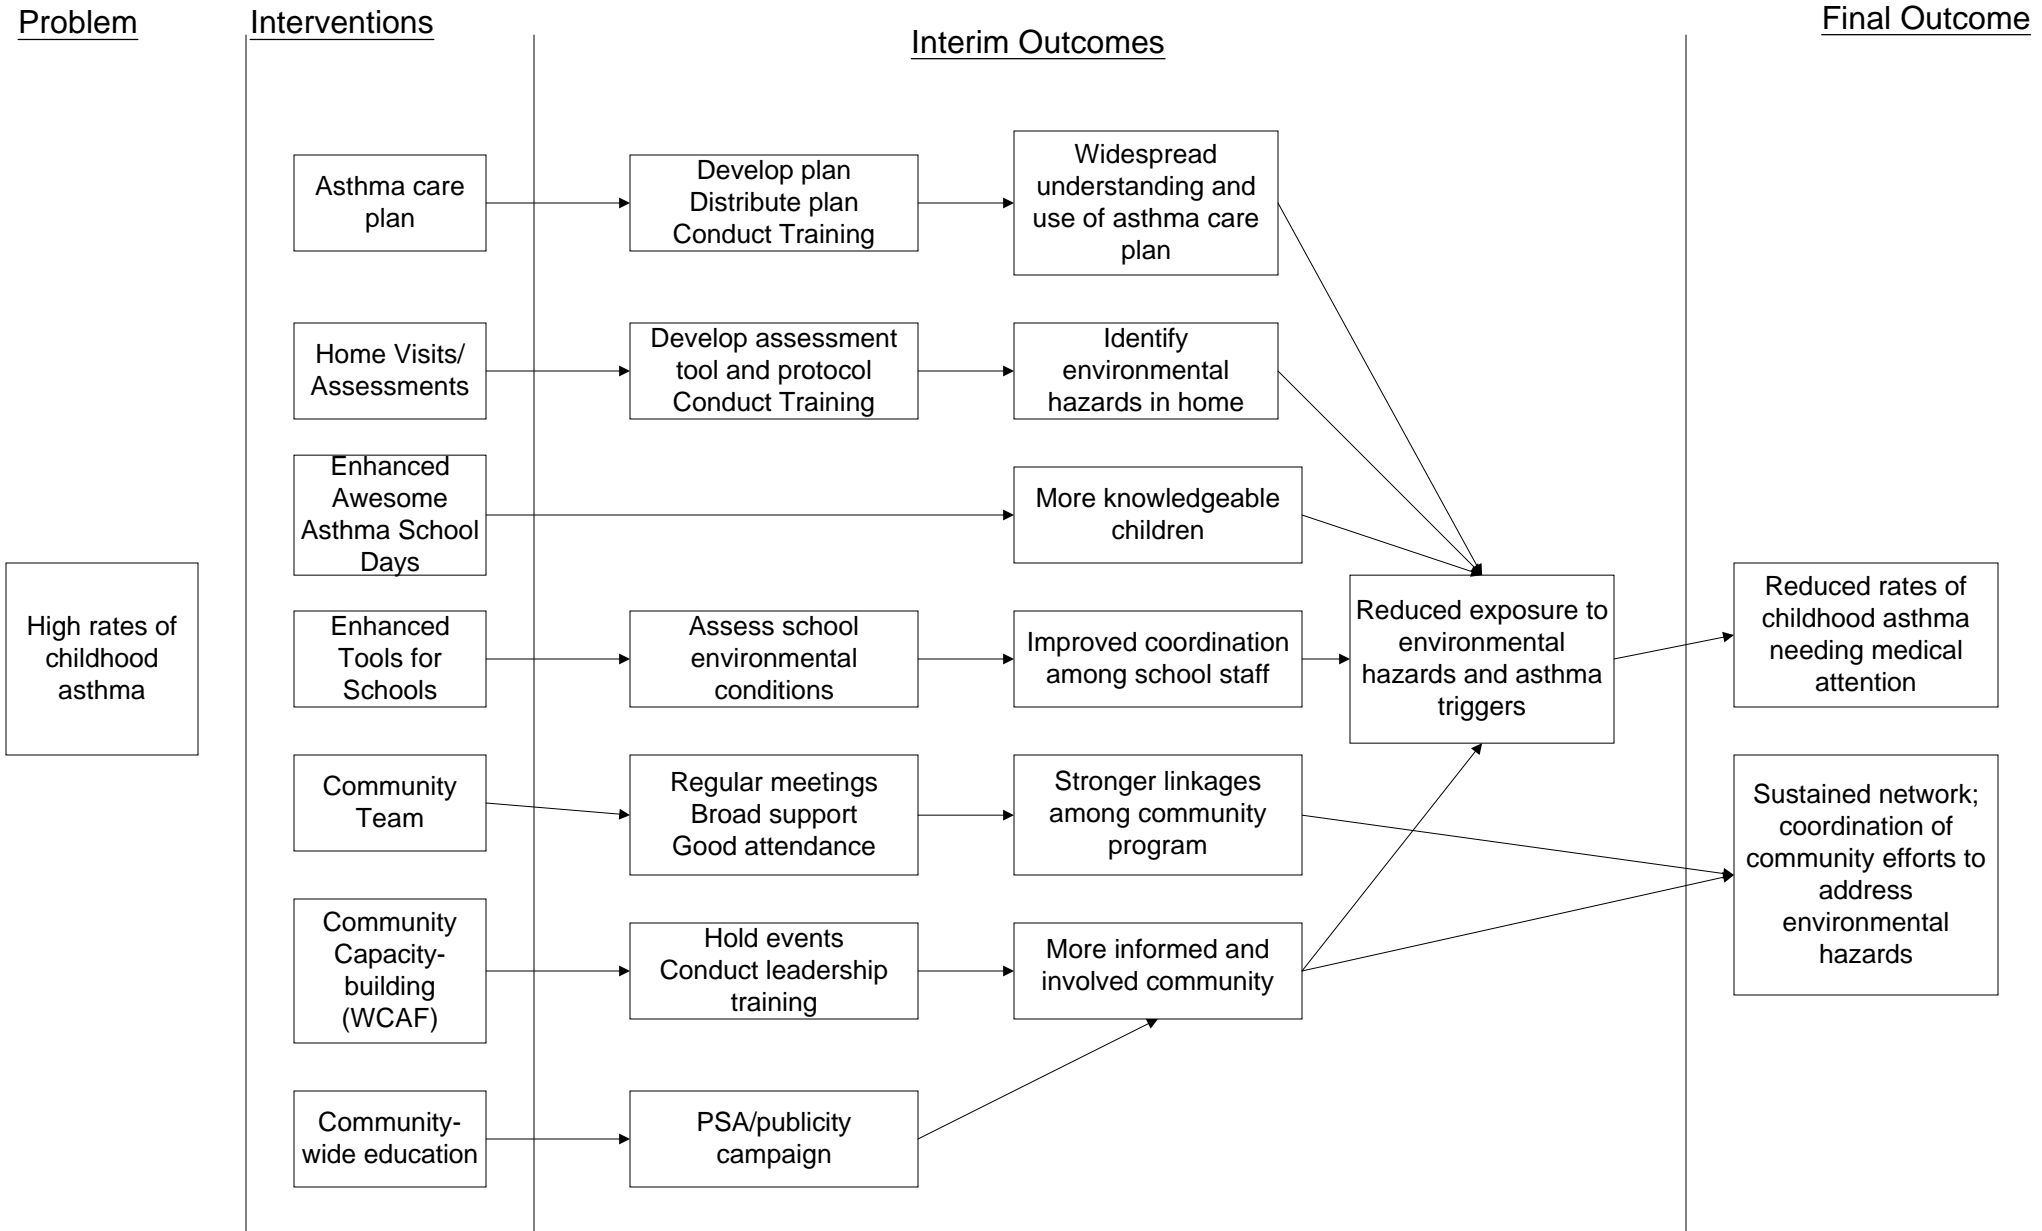 Problem
Interventions
Interim Outcomes
Final Outcome
Asthma care
plan
Develop plan
Distribute plan
Conduct Training
Widespread
understanding and
use of asthma care
plan
Home Visits/
Assessments
Develop assessment
tool and protocol
Conduct Training
Identify
environmental
hazards in home
Enhanced
Awesome
Asthma School
Days
More knowledgeable
children
High rates of
childhood
asthma
Enhanced
Tools for
Schools
Assess school
environmental
conditions
Improved coordination
among school staff
Reduced exposure to
environmental
hazards and asthma
triggers
Reduced rates of
childhood asthma
needing medical
attention
Community
Team
Regular meetings
Broad support
Good attendance
Stronger linkages
among community
program
Sustained network;
coordination of
community efforts to
address
environmental
hazards
Community
Capacity-
building
(WCAF)
Hold events
Conduct leadership
training
More informed and
involved community
Community-
wide education
PSA/publicity
campaign